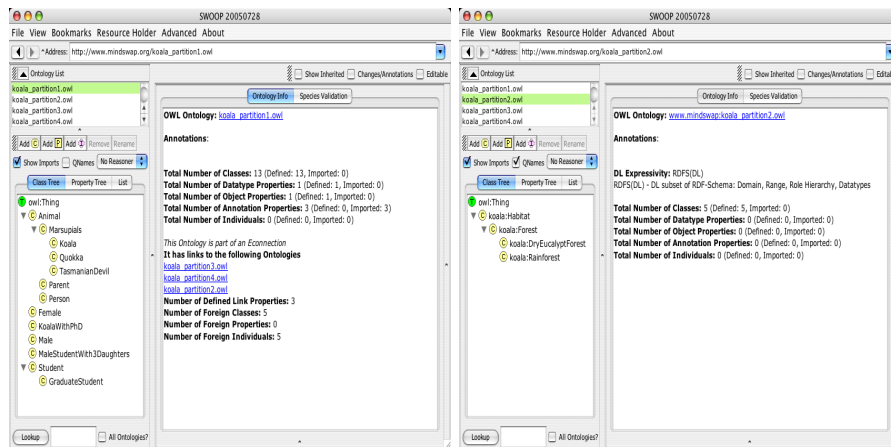 SWOOP 20050728
File View Bookmarks Resource Holder Advanced About
*Address: http://www.mindswap.org/koala_partition1.owl
Ontology List
Show Inherited Changes/Annotations Editable
koala_partition1.owl
koala_partition2.owl
koala_partition3.owl
koala_partition4.owl
Add C Add P Add I Remove Rename
Show Imports QNames No Reasoner
Class Tree Property Tree List
owl:Thing
C Animal
C Marsupials
C Koala
C Quokka
C TasmanianDevil
C Parent
C Person
C Female
C KoalaWithPhD
C Male
C MaleStudentWith3Daughters
C Student
C GraduateStudent
Lookup All Ontologies?
Ontology Info Species Validation
OWL Ontology: koala_partition1.owl
Annotations:
Total Number of Classes: 13 (Defined: 13, Imported: 0)
Total Number of Datatype Properties: 1 (Defined: 1, Imported: 0)
Total Number of Object Properties: 1 (Defined: 1, Imported: 0)
Total Number of Annotation Properties: 3 (Defined: 0, Imported: 3)
Total Number of Individuals: 0 (Defined: 0, Imported: 0)
This Ontology is part of an Econnection
It has links to the following Ontologies
koala_partition3.owl
koala_partition4.owl
koala_partition2.owl
Number of Defined Link Properties: 3
Number of Foreign Classes: 5
Number of Foreign Properties: 0
Number of Foreign Individuals: 5
SWOOP 20050728
File View Bookmarks Resource Holder Advanced About
*Address: http://www.mindswap.org/koala_partition2.owl
Ontology List
Show Inherited Changes/Annotations Edital
koala_partition1.owl
koala_partition2.owl
koala_partition3.owl
koala_partition4.owl
Add C Add P Add I Remove Rename
Show Imports QNames No Reasoner
Class Tree Property Tree List
owl:Thing
C koala:Habitat
C koala:Forest
C koala:DryEucalyptForest
C koala:Rainforest
Lookup All Ontologies?
Ontology Info Species Validation
OWL Ontology: www.mindswap:koala_partition2.owl
Annotations:
DL Expressivity: RDFS(DL)
RDFS(DL) - DL subset of RDF-Schema: Domain, Range, Role Hierarchy, Datatypes
Total Number of Classes: 5 (Defined: 5, Imported: 0)
Total Number of Datatype Properties: 0 (Defined: 0, Imported: 0)
Total Number of Object Properties: 0 (Defined: 0, Imported: 0)
Total Number of Annotation Properties: 0 (Defined: 0, Imported: 0)
Total Number of Individuals: 0 (Defined: 0, Imported: 0)